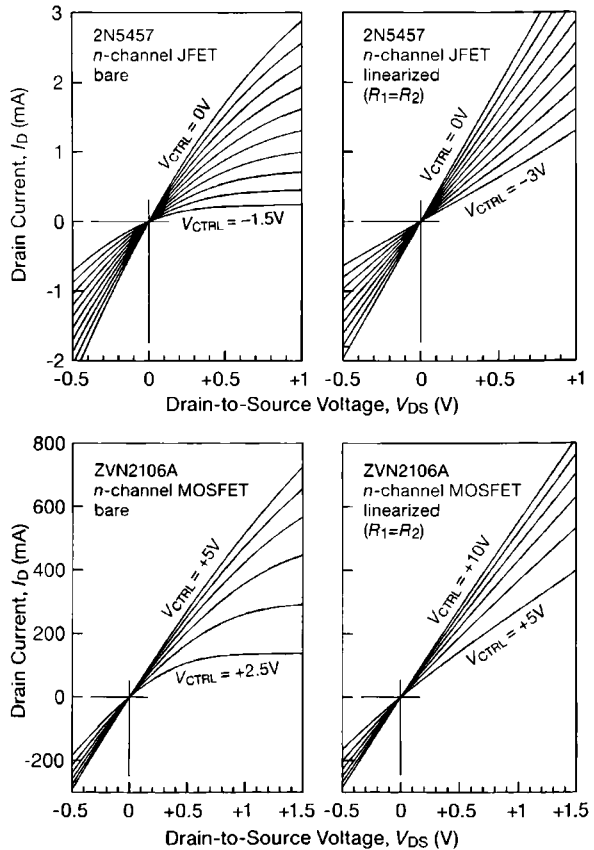 3
2
1
0
-1
-2
Drain Current, ID (mA)
2N5457
n-channel JFET
bare
VCTRL = 0V
VCTRL = –1.5V
2N5457
n-channel JFET
linearized
(R1=R2)
VCTRL = 0V
VCTRL = –3V
-0.5 0 +0.5 +1
-0.5 0 +0.5 +1
Drain-to-Source Voltage, VDS (V)
800
600
400
200
0
-200
Drain Current, ID (mA)
ZVN2106A
n-channel MOSFET
bare
VCTRL = +5V
VCTRL = +2.5V
ZVN2106A
n-channel MOSFET
linearized
(R1=R2)
VCTRL = +10V
VCTRL = +5V
-0.5 0 +0.5 +1 +1.5
-0.5 0 +0.5 +1 +1.5
Drain-to-Source Voltage, VDS (V)